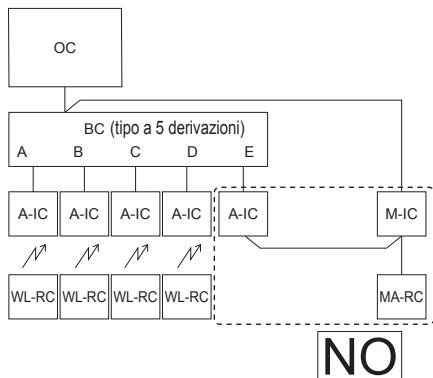 OC
BC (tipo a 5 derivazioni)
A B C D E
A-IC A-IC A-IC A-IC A-IC M-IC
WL-RC WL-RC WL-RC WL-RC MA-RC
NO